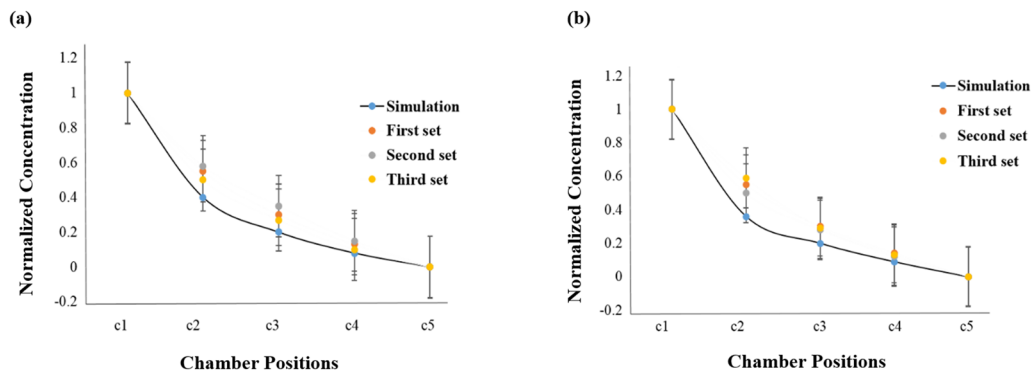 (a)
Normalized Concentration
1.2
1
0.8
0.6
0.4
0.2
0
-0.2
c1 c2 c3 c4 c5
Chamber Positions
Simulation
First set
Second set
Third set
(b)
Normalized Concentration
1.2
1
0.8
0.6
0.4
0.2
0
-0.2
c1 c2 c3 c4 c5
Chamber Positions
Simulation
First set
Second set
Third set